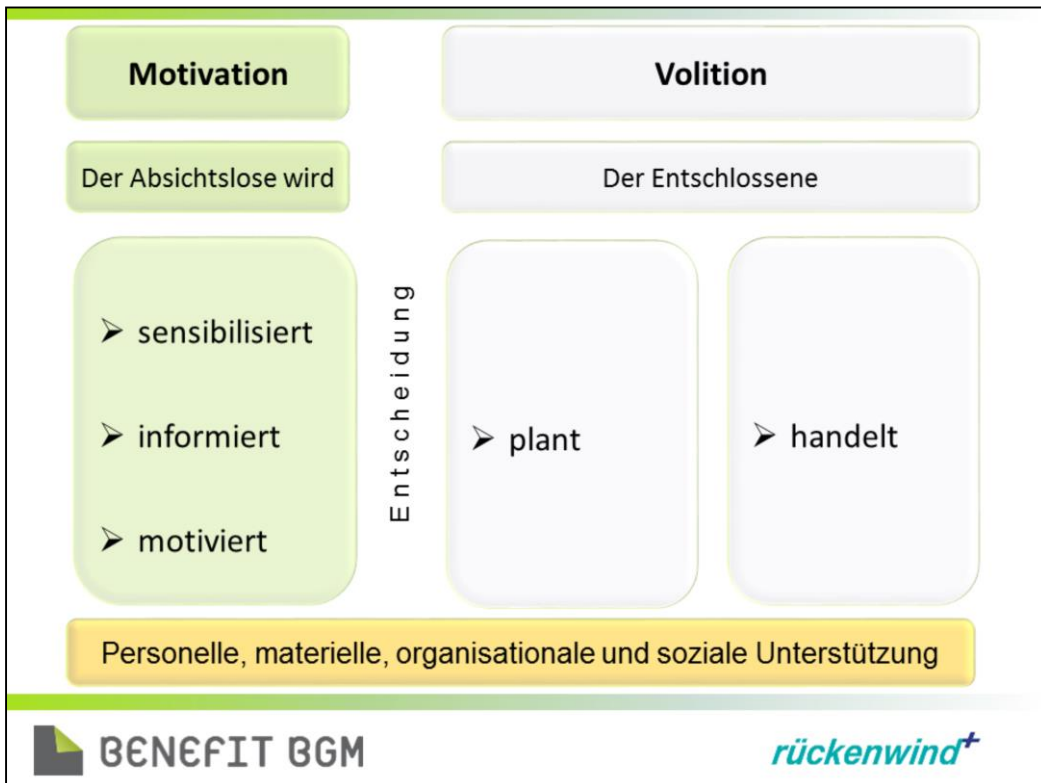 Motivation
Volition
Der Absichtslose wird
Der Entschlossene
➢ sensibilisiert
➢ informiert
➢ motiviert
Entscheidung
➢ plant
➢ handelt
Personelle, materielle, organisationale und soziale Unterstützung
BENEFIT BGM
rückenwind+